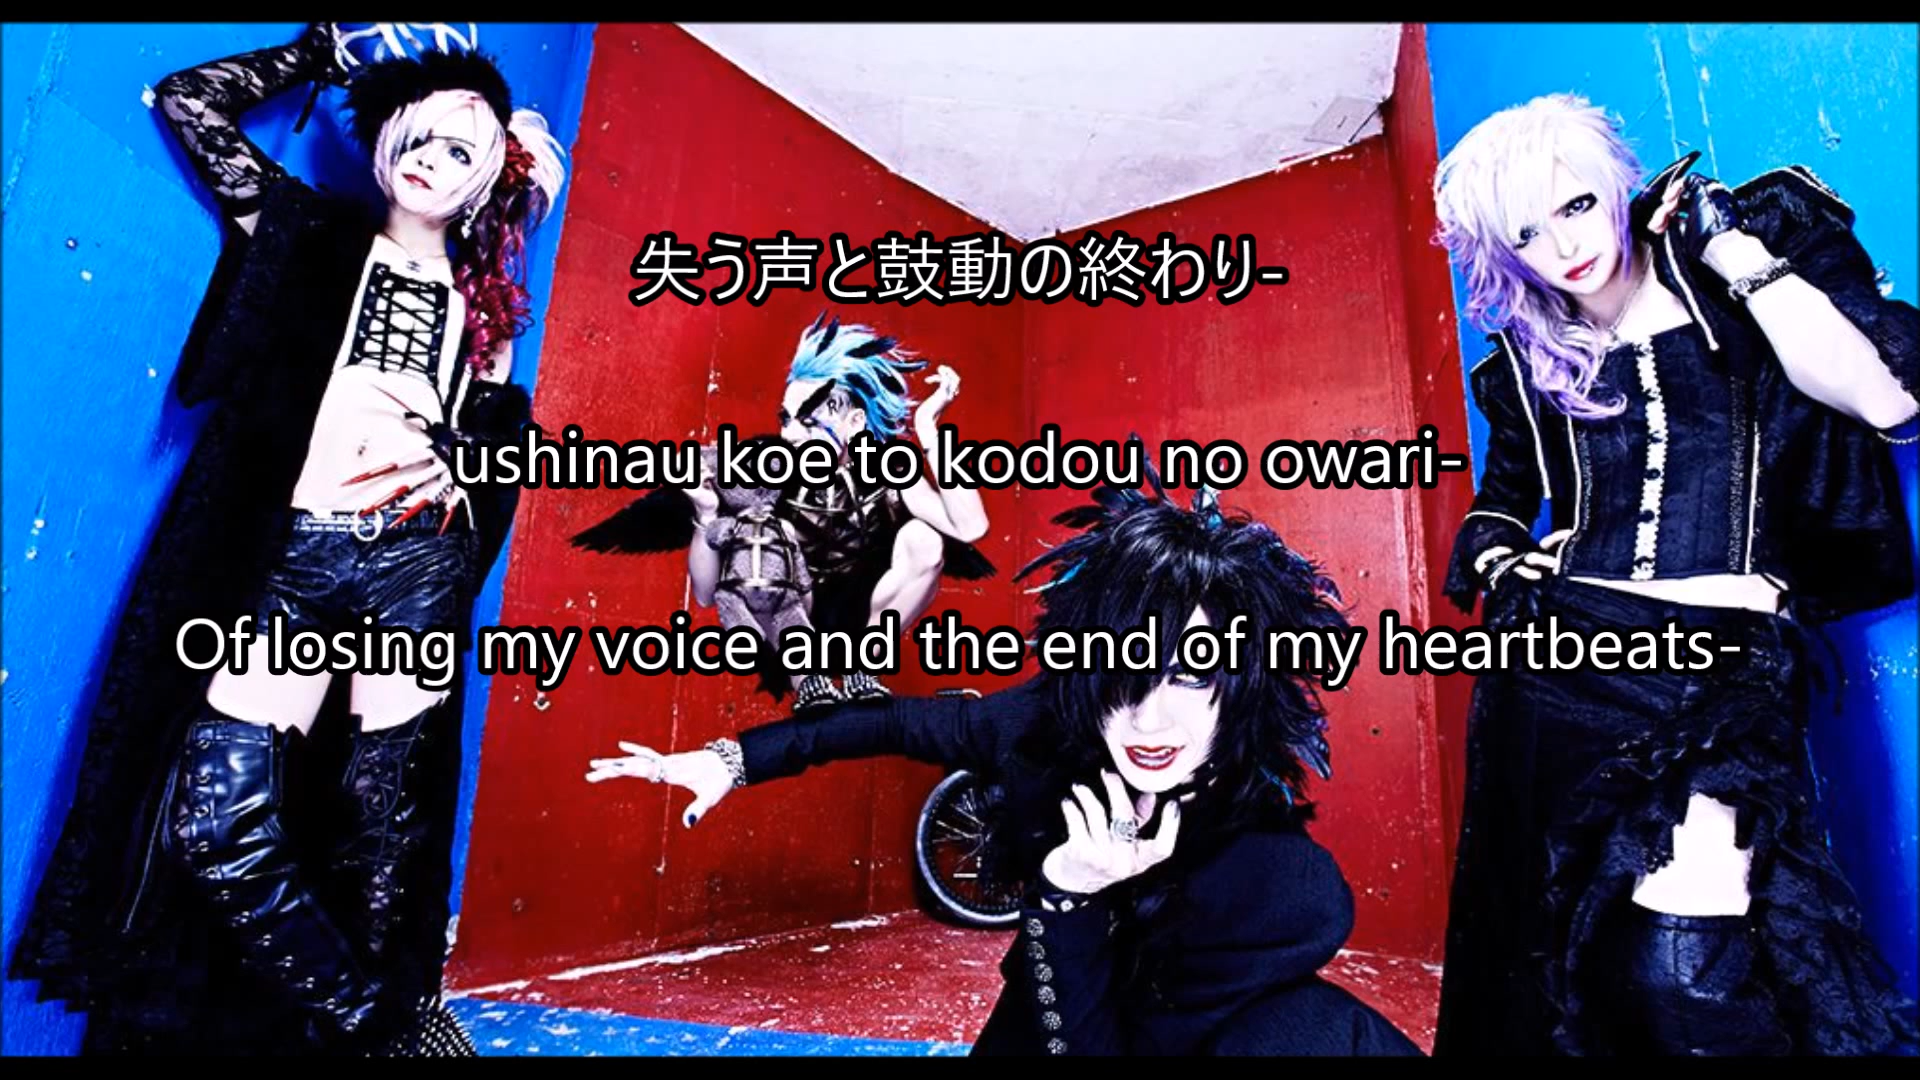 失う声と鼓動の終わり-
ushinau koe to kodou no owari-
Of losing my voice and the end of my heartbeats-